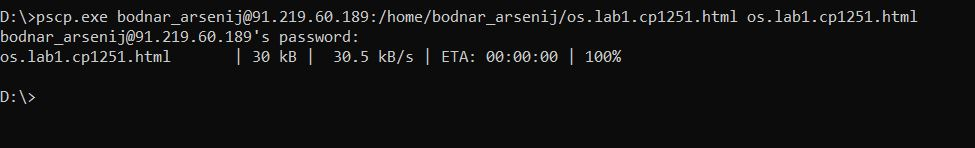 D:\>pscp.exe bodnar_arsenij@91.219.60.189:/home/bodnar_arsenij/os.lab1.cp1251.html os.lab1.cp1251.html
bodnar_arsenij@91.219.60.189's password:
os.lab1.cp1251.html       | 30 kB |  30.5 kB/s | ETA: 00:00:00 | 100%
D:\>